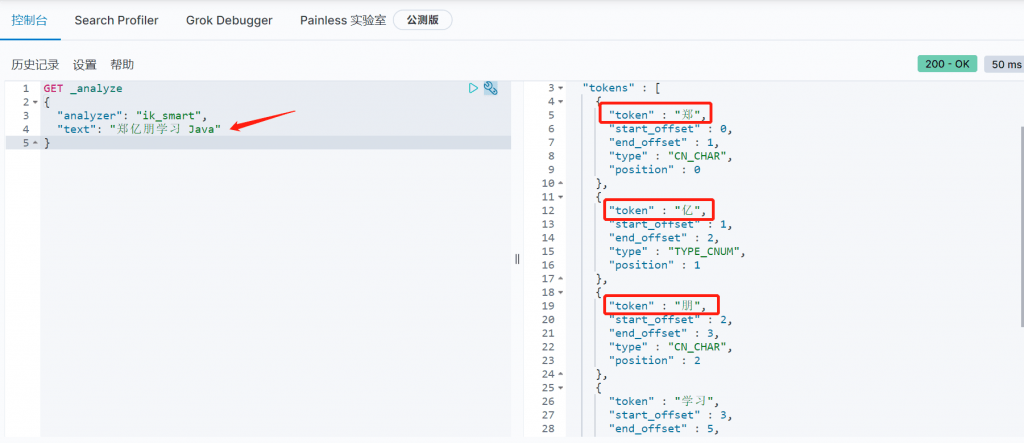 控制台 Search Profiler Grok Debugger Painless 实验室 公测版
历史记录 设置 帮助
200 - OK 50 ms
1 GET _analyze
2 {
3 "analyzer": "ik_smart",
4 "text": "郑亿朋学习 Java"
5 }
3 "tokens" : [
4 {
5 "token" : "郑",
6 "start_offset" : 0,
7 "end_offset" : 1,
8 "type" : "CN_CHAR",
9 "position" : 0
10 },
11 {
12 "token" : "亿",
13 "start_offset" : 1,
14 "end_offset" : 2,
15 "type" : "TYPE_CNUM",
16 "position" : 1
17 },
18 {
19 "token" : "朋",
20 "start_offset" : 2,
21 "end_offset" : 3,
22 "type" : "CN_CHAR",
23 "position" : 2
24 },
25 {
26 "token" : "学习",
27 "start_offset" : 3,
28 "end_offset" : 5,